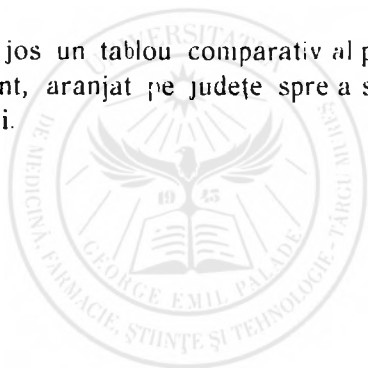 jos un tablou comparativ al p
nt, aranjat pe județe spre a s
i.
UNIVERSITATEA
DE MEDICINĂ, FARMACIE, ȘTIINȚE ȘI TEHNOLOGIE - TÂRGU MUREȘ
19 45
GEORGE EMIL PALADE